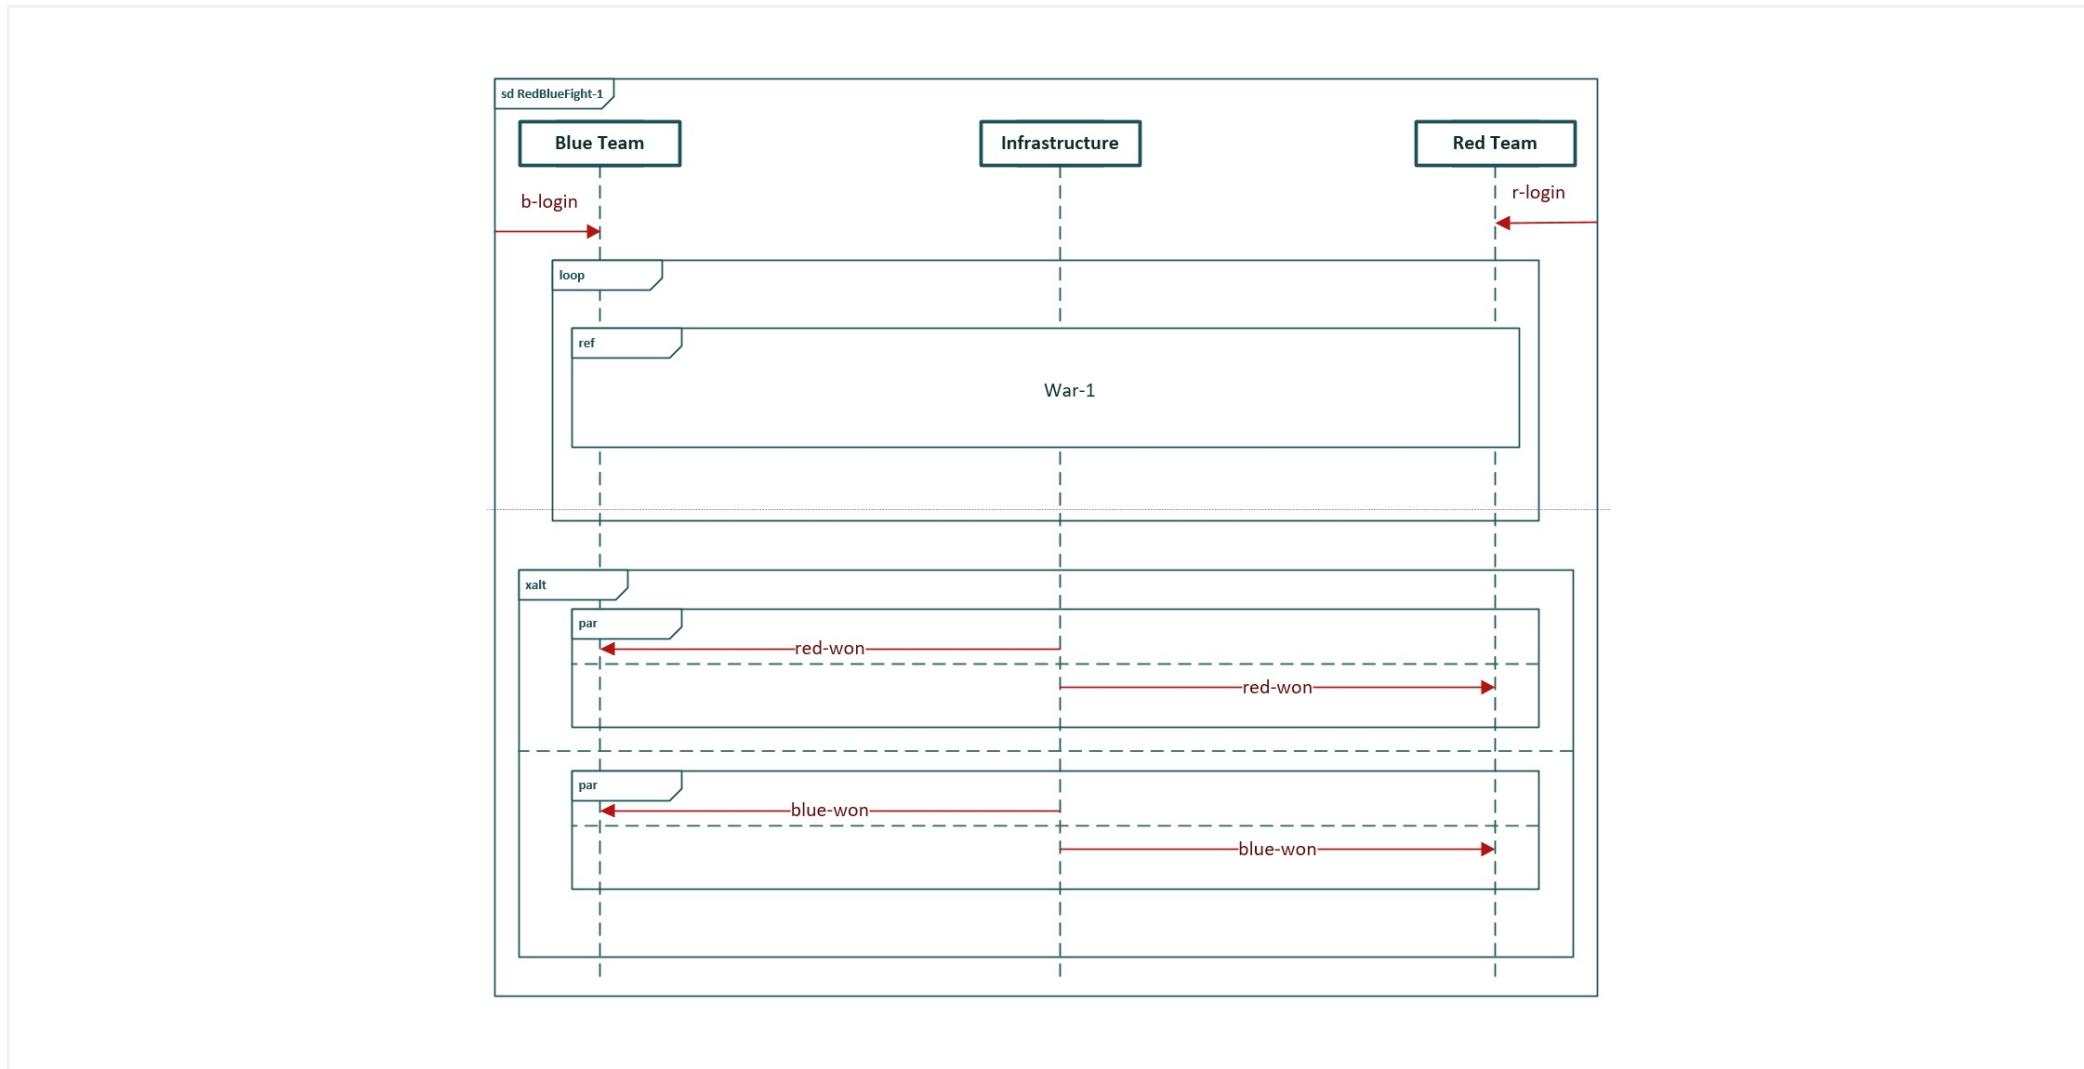 sd RedBlueFight-1
Blue Team
Infrastructure
Red Team
b-login
r-login
loop
ref
War-1
xalt
par
red-won
red-won
par
blue-won
blue-won